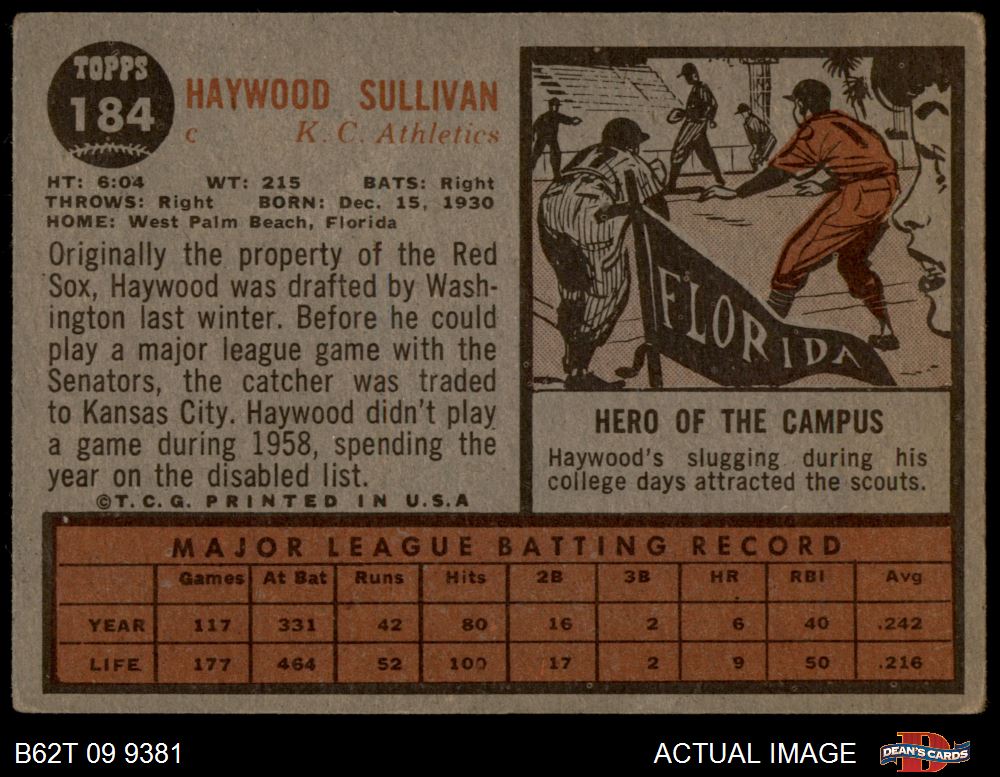 TOPPS
184
HAYWOOD SULLIVAN
C K. C. Athletics
HT: 6:04 WT: 215 BATS: Right
THROWS: Right BORN: Dec. 15, 1930
HOME: West Palm Beach, Florida
Originally the property of the Red
Sox, Haywood was drafted by Wash-
ington last winter. Before he could
play a major league game with the
Senators, the catcher was traded
to Kansas City. Haywood didn't play
a game during 1958, spending the
year on the disabled list.
©T.C.G. PRINTED IN U.S.A
FLORIDA
HERO OF THE CAMPUS
Haywood's slugging during his
college days attracted the scouts.
MAJOR LEAGUE BATTING RECORD
Games At Bat Runs Hits 2B 3B HR RBI Avg
YEAR 117 331 42 80 16 2 6 40 .242
LIFE 177 464 52 100 17 2 9 50 .216
B62T 09 9381
ACTUAL IMAGE
D
DEAN'S CARDS